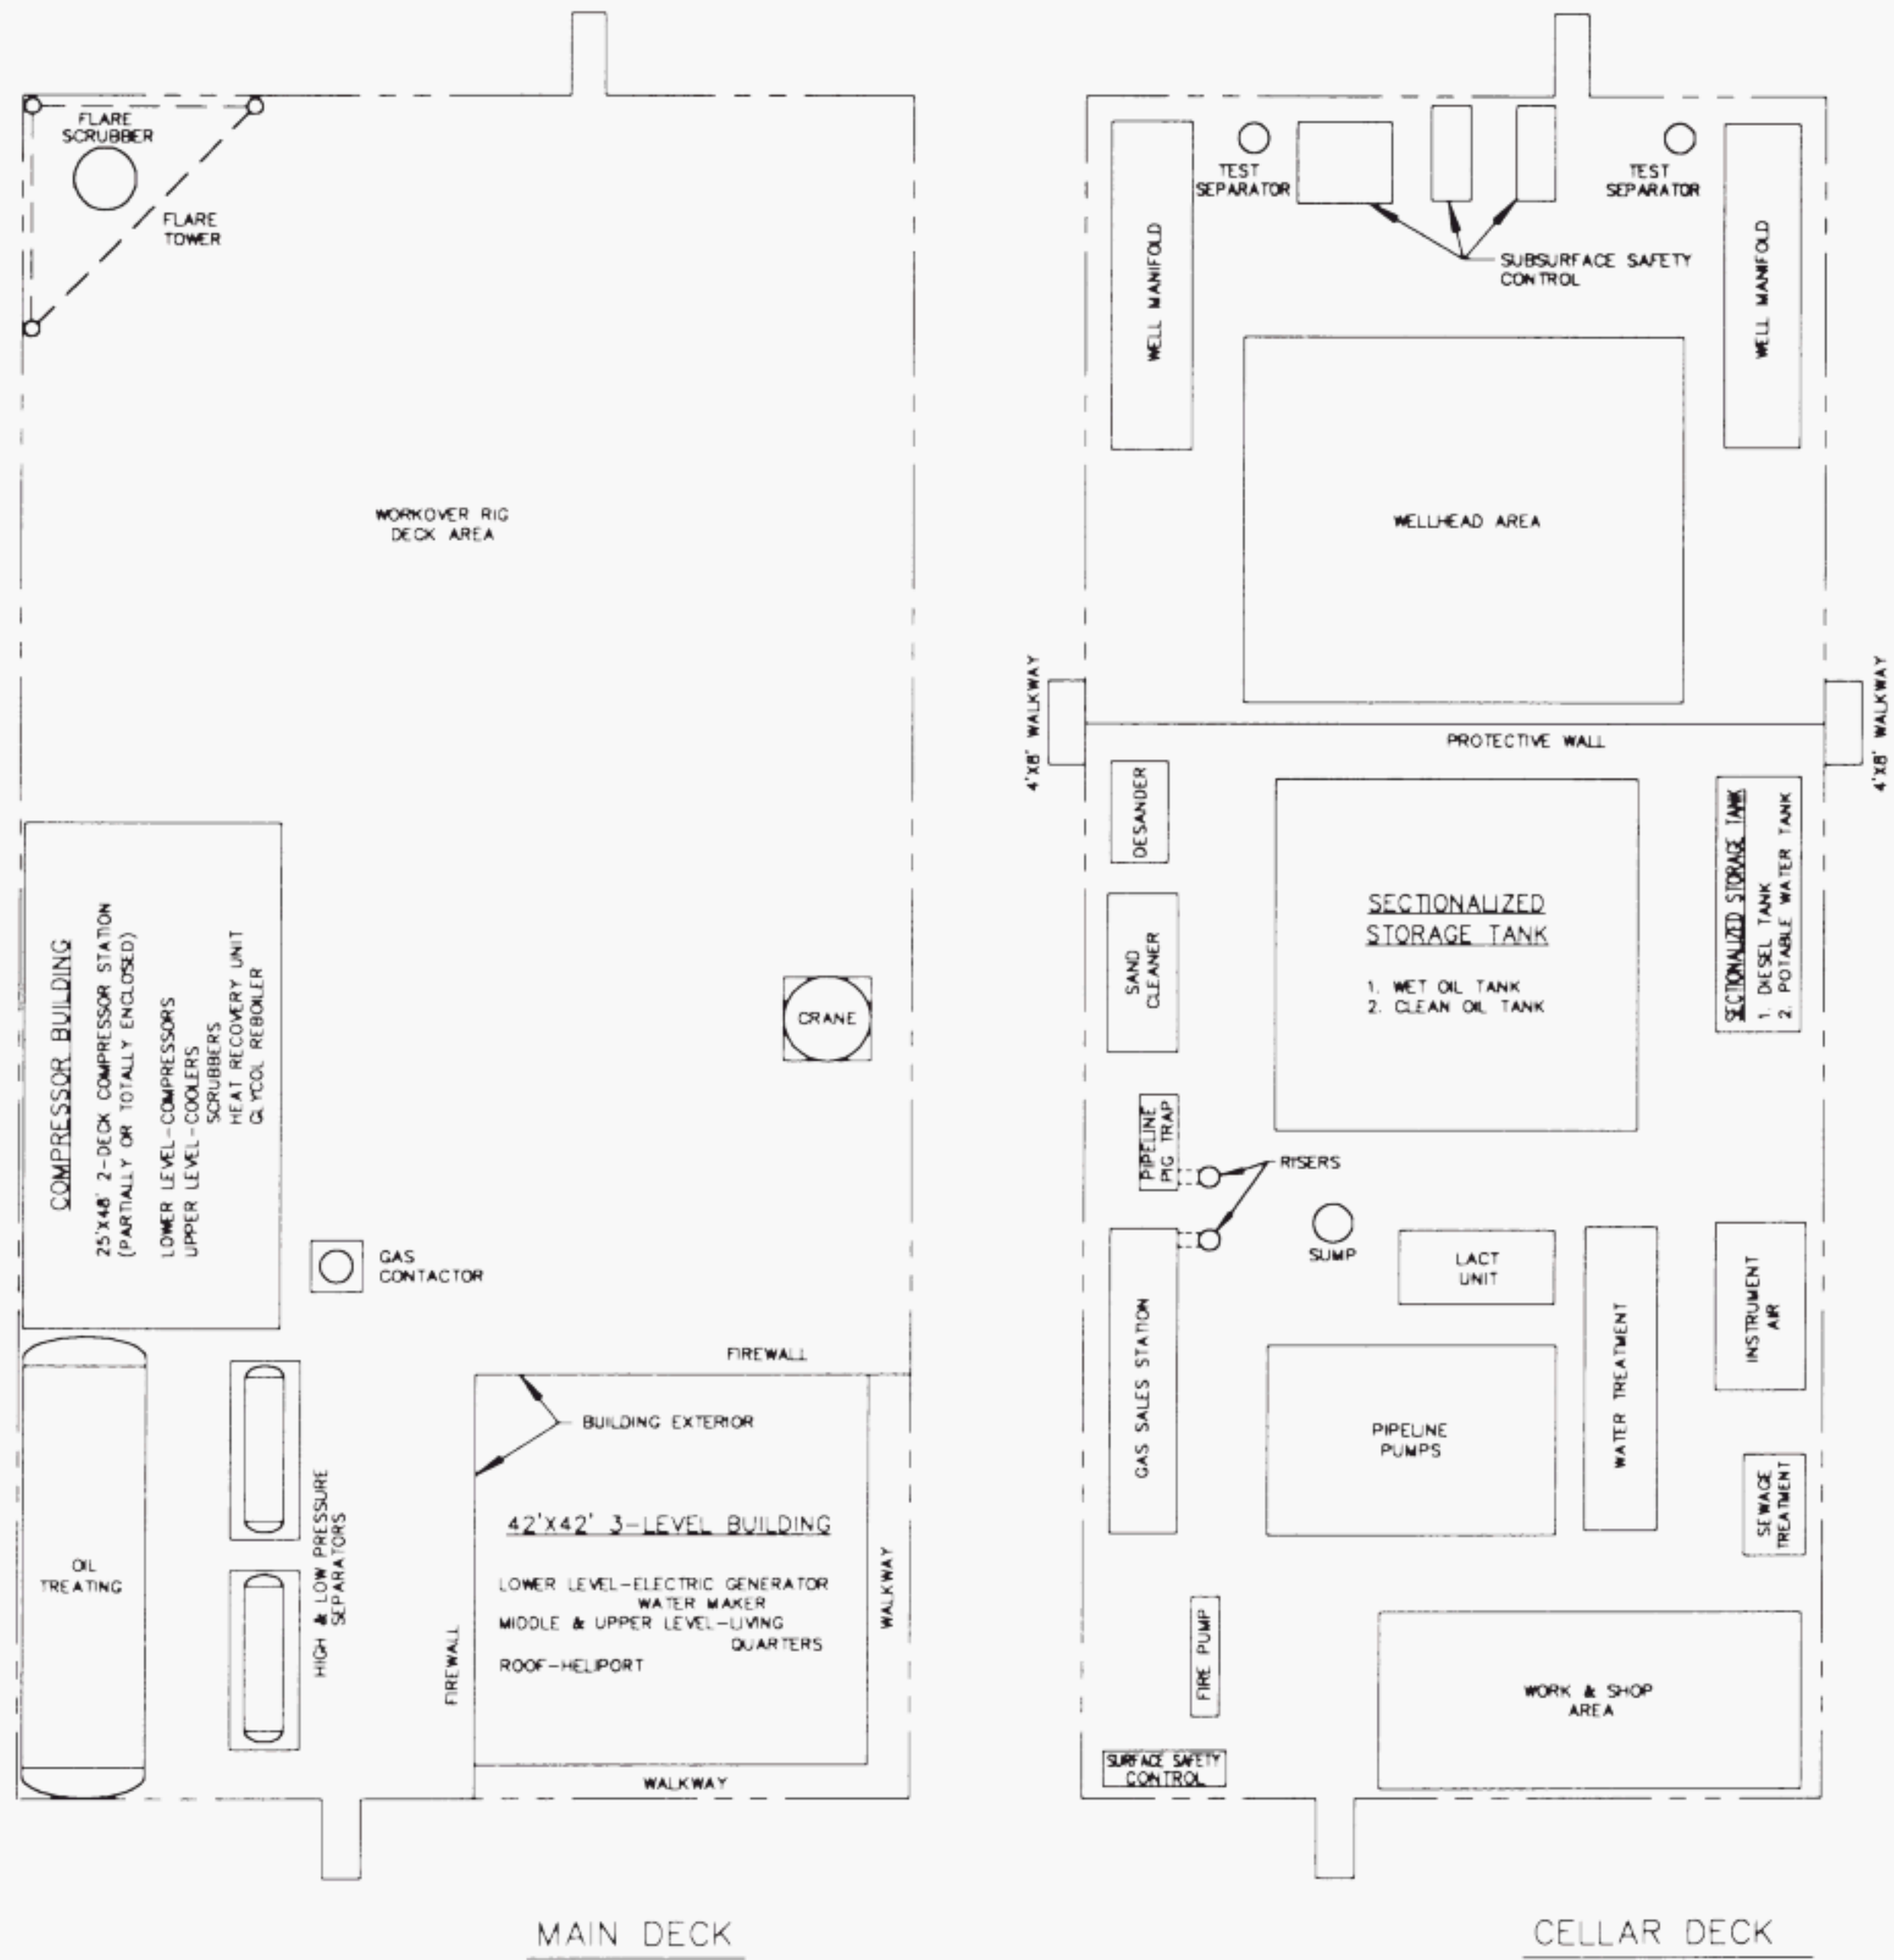 FLARE
SCRUBBER
FLARE
TOWER
WORKOVER RIG
DECK AREA
COMPRESSOR BUILDING
25'X48' 2-DECK COMPRESSOR STATION
(PARTIALLY OR TOTALLY ENCLOSED)
LOWER LEVEL-COMPRESSORS
UPPER LEVEL-COOLERS
SCRUBBERS
HEAT RECOVERY UNIT
GLYCOL REBOILER
CRANE
GAS
CONTACTOR
OIL
TREATING
HIGH & LOW PRESSURE
SEPARATORS
FIREWALL
BUILDING EXTERIOR
42'X42' 3-LEVEL BUILDING
LOWER LEVEL-ELECTRIC GENERATOR
WATER MAKER
MIDDLE & UPPER LEVEL-LIVING
QUARTERS
ROOF-HELIPORT
FIREWALL
WALKWAY
WALKWAY
MAIN DECK
TEST
SEPARATOR
TEST
SEPARATOR
SUBSURFACE SAFETY
CONTROL
WELL MANIFOLD
WELL MANIFOLD
WELLHEAD AREA
4'X8' WALKWAY
4'X8' WALKWAY
PROTECTIVE WALL
DESANDER
SAND
CLEANER
SECTIONALIZED
STORAGE TANK
1. WET OIL TANK
2. CLEAN OIL TANK
SECTIONALIZED STORAGE TANK
1. DIESEL TANK
2. POTABLE WATER TANK
PIPELINE
PIG TRAP
RISERS
SUMP
LACT
UNIT
GAS SALES STATION
WATER TREATMENT
INSTRUMENT
AIR
PIPELINE
PUMPS
SEWAGE
TREATMENT
FIRE PUMP
WORK & SHOP
AREA
SURFACE SAFETY
CONTROL
CELLAR DECK